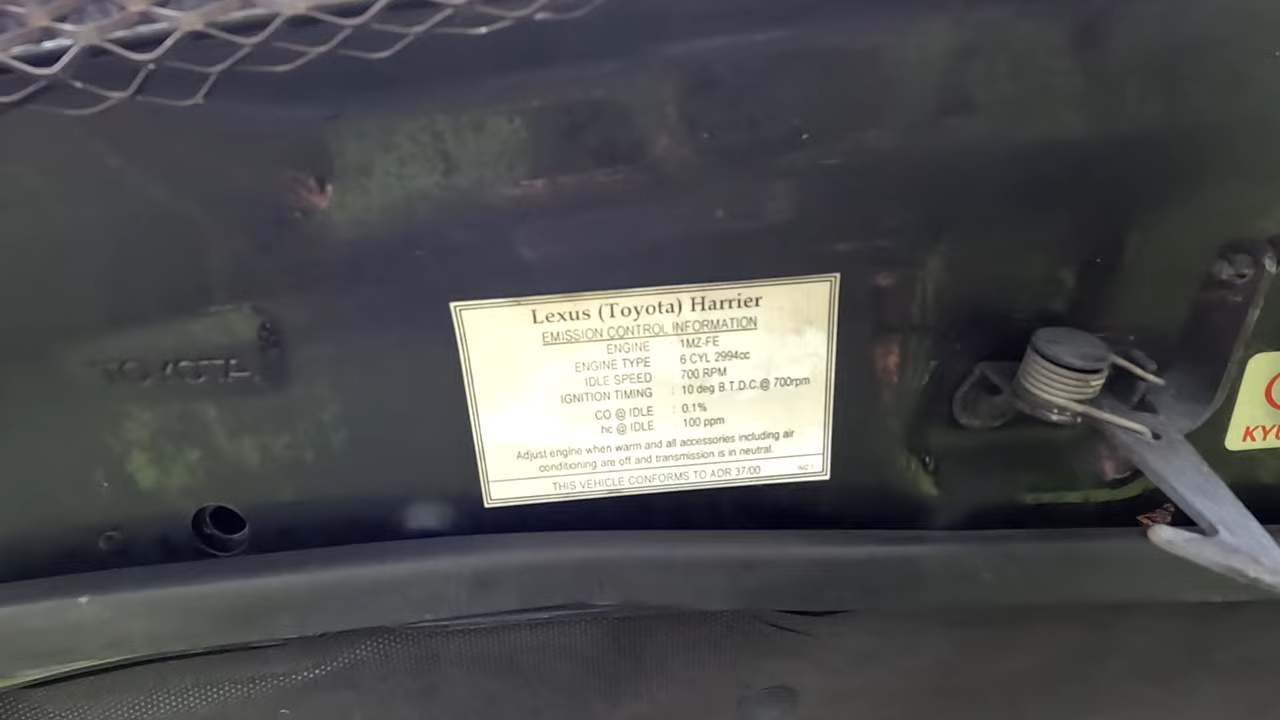 Lexus (Toyota) Harrier
EMISSION CONTROL INFORMATION
ENGINE : 1MZ-FE
ENGINE TYPE 6 CYL 2994cc
IDLE SPEED 700 RPM
IGNITION TIMING : 10 deg B.T.D.C.@ 700rpm
CO @ IDLE : 0.1%
hc @ IDLE : 100 ppm
Adjust engine when warm and all accessories including air
conditioning are off and transmission is in neutral.
THIS VEHICLE CONFORMS TO ADR 37/00
TOYOTA